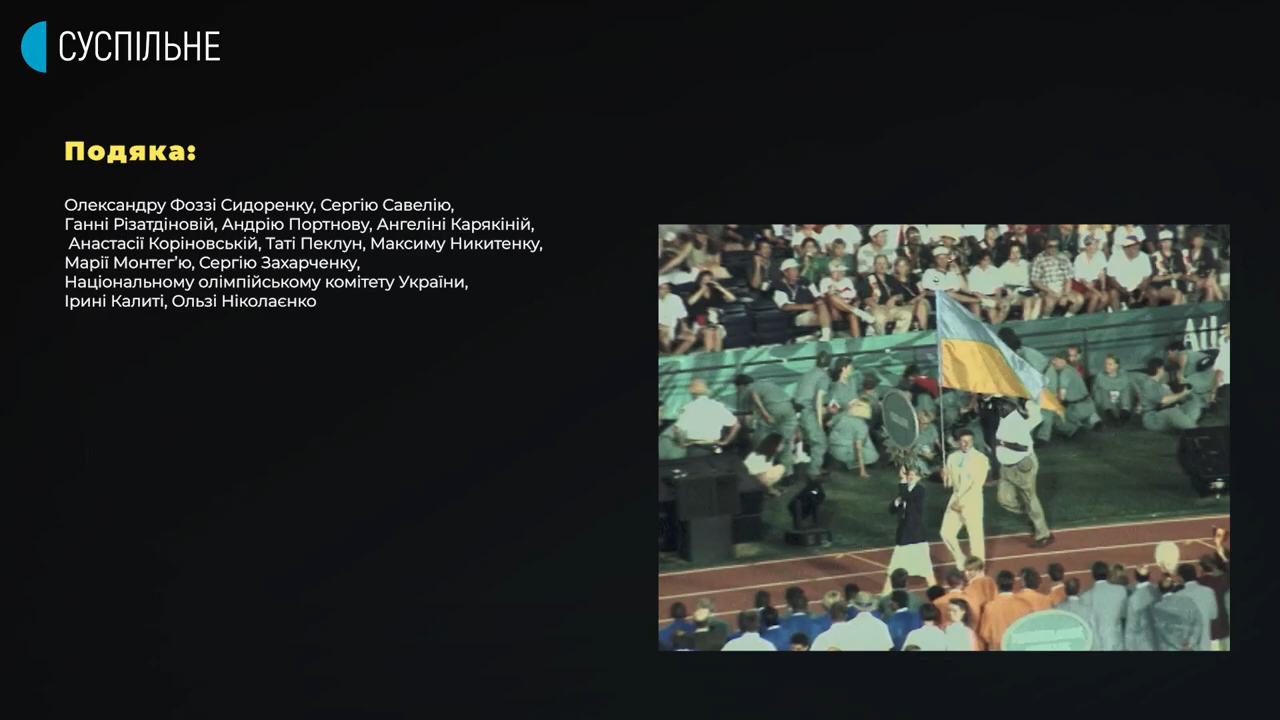 СУСПІЛЬНЕ
Подяка:
Олександру Фоззі Сидоренку, Сергію Савелію,
Ганні Різатдіновій, Андрію Портнову, Ангеліні Карякіній,
Анастасії Коріновській, Таті Пеклун, Максиму Никитенку,
Марії Монтег’ю, Сергію Захарченку,
Національному олімпійському комітету України,
Ірині Калиті, Ользі Ніколаєнко